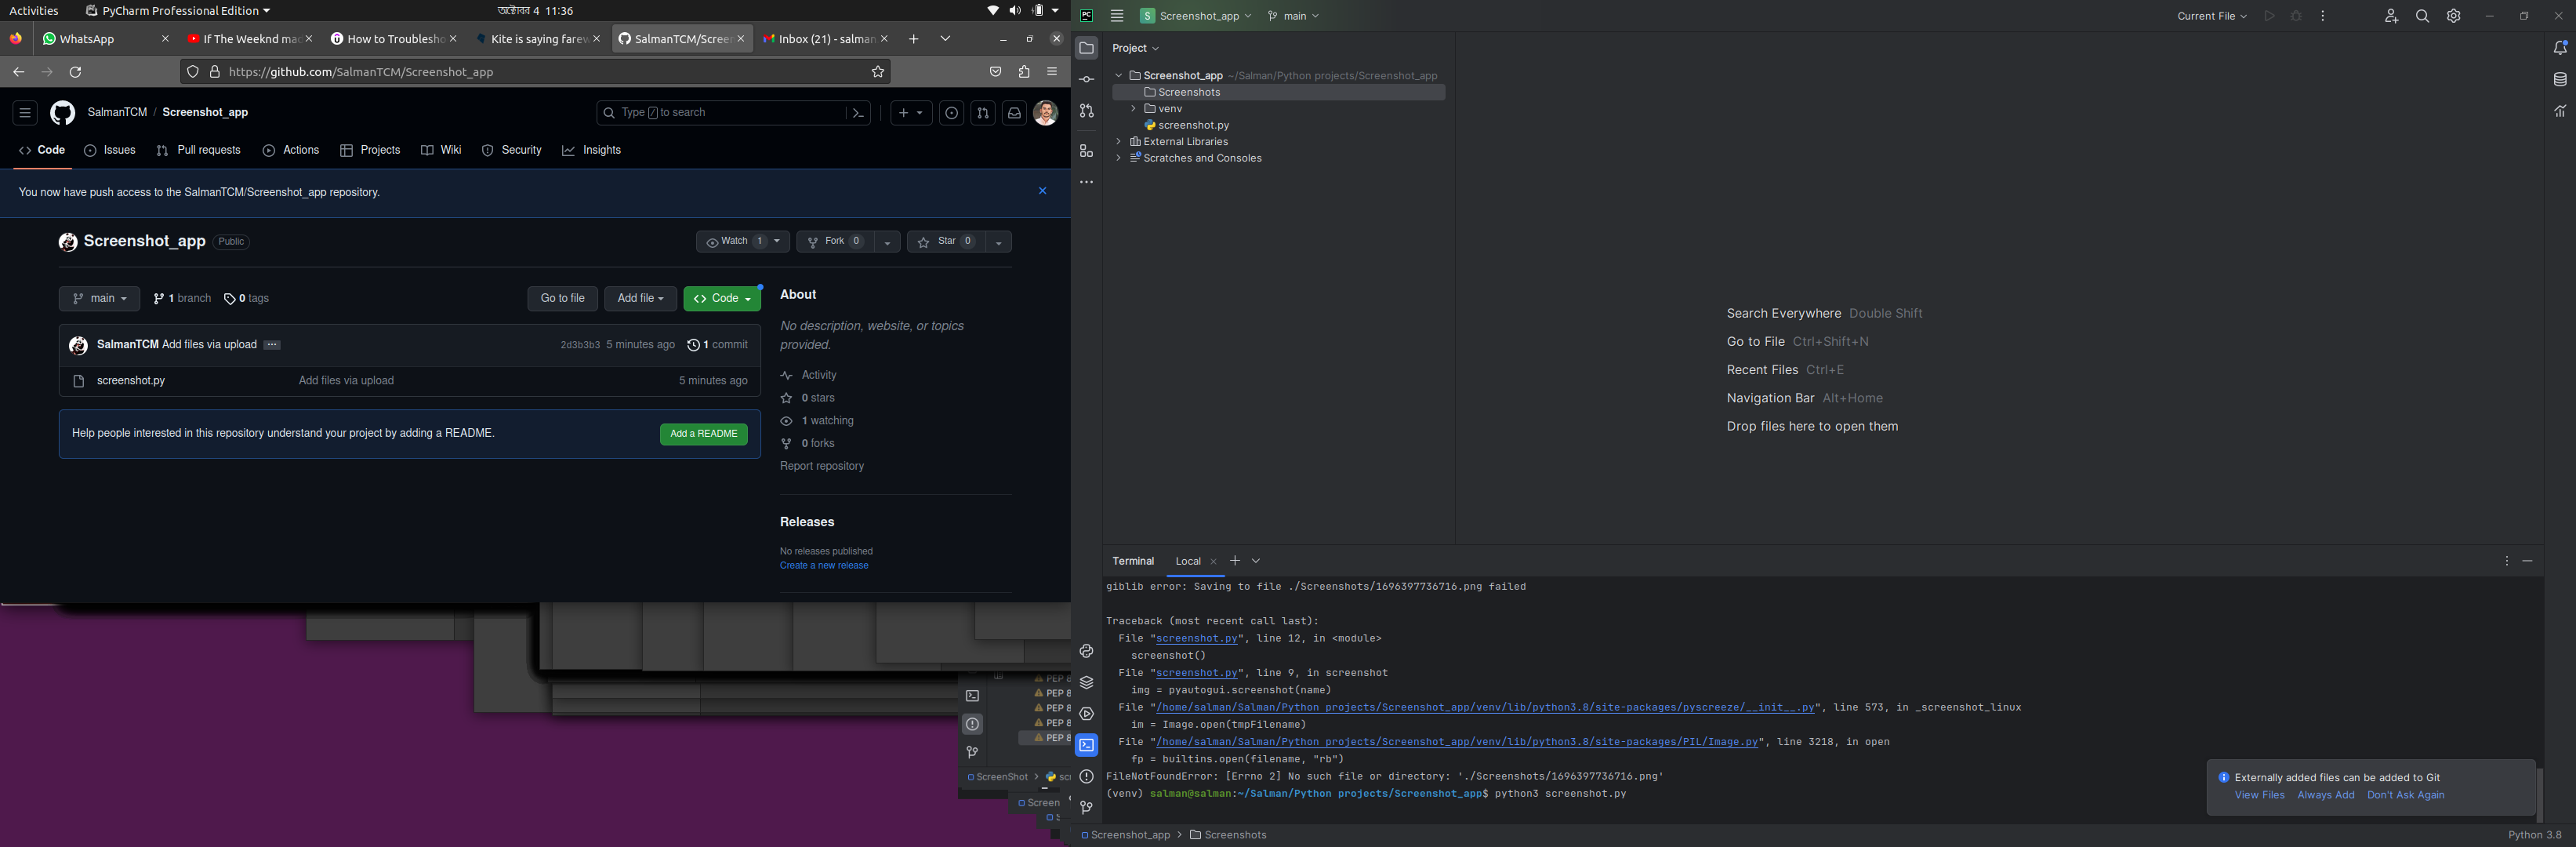 Activities
PyCharm Professional Edition
অক্টোবর 4 11:36
WhatsApp
If The Weeknd mad
How to Troublesho
Kite is saying farew
SalmanTCM/Screen
Inbox (21) - salman
https://github.com/SalmanTCM/Screenshot_app
SalmanTCM / Screenshot_app
Type / to search
Code
Issues
Pull requests
Actions
Projects
Wiki
Security
Insights
You now have push access to the SalmanTCM/Screenshot_app repository.
Screenshot_app
Public
Watch 1
Fork 0
Star 0
main
1 branch
0 tags
Go to file
Add file
Code
SalmanTCM Add files via upload
2d3b3b3 5 minutes ago
1 commit
screenshot.py
Add files via upload
5 minutes ago
Help people interested in this repository understand your project by adding a README.
Add a README
About
No description, website, or topics
provided.
Activity
0 stars
1 watching
0 forks
Report repository
Releases
No releases published
Create a new release
PEP 8
PEP 8
PEP 8
PEP 8
PEP 8
ScreenShot
Screen
PC
S Screenshot_app
main
Current File
Project
Screenshot_app ~/Salman/Python projects/Screenshot_app
Screenshots
venv
screenshot.py
External Libraries
Scratches and Consoles
Search Everywhere Double Shift
Go to File Ctrl+Shift+N
Recent Files Ctrl+E
Navigation Bar Alt+Home
Drop files here to open them
Terminal
Local
giblib error: Saving to file ./Screenshots/1696397736716.png failed
Traceback (most recent call last):
File "screenshot.py", line 12, in <module>
screenshot()
File "screenshot.py", line 9, in screenshot
img = pyautogui.screenshot(name)
File "/home/salman/Salman/Python projects/Screenshot_app/venv/lib/python3.8/site-packages/pyscreeze/__init__.py", line 573, in _screenshot_linux
im = Image.open(tmpFilename)
File "/home/salman/Salman/Python projects/Screenshot_app/venv/lib/python3.8/site-packages/PIL/Image.py", line 3218, in open
fp = builtins.open(filename, "rb")
FileNotFoundError: [Errno 2] No such file or directory: './Screenshots/1696397736716.png'
(venv) salman@salman:~/Salman/Python projects/Screenshot_app$ python3 screenshot.py
Externally added files can be added to Git
View Files
Always Add
Don't Ask Again
Screenshot_app
Screenshots
Python 3.8